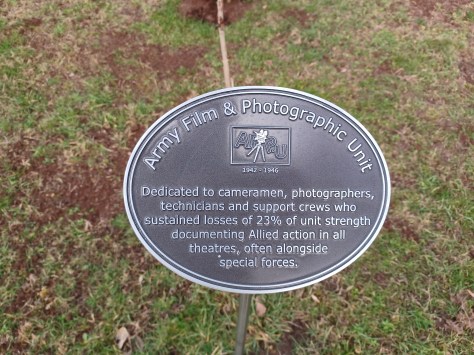 Army Film & Photographic Unit
AFPU
1942 - 1946
Dedicated to cameramen, photographers,
technicians and support crews who
sustained losses of 23% of unit strength
documenting Allied action in all
theatres, often alongside
special forces.